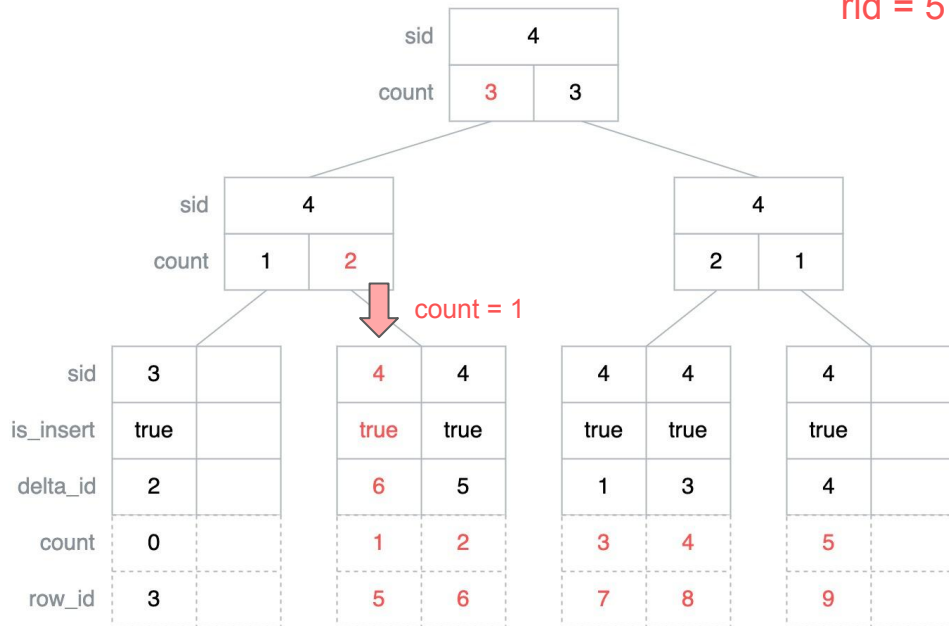 rid = 5
sid 4
count 3 3
sid 4 4
count 1 2 2 1
count = 1
sid 3 4 4 4 4 4
is_insert true true true true true true
delta_id 2 6 5 1 3 4
count 0 1 2 3 4 5
row_id 3 5 6 7 8 9